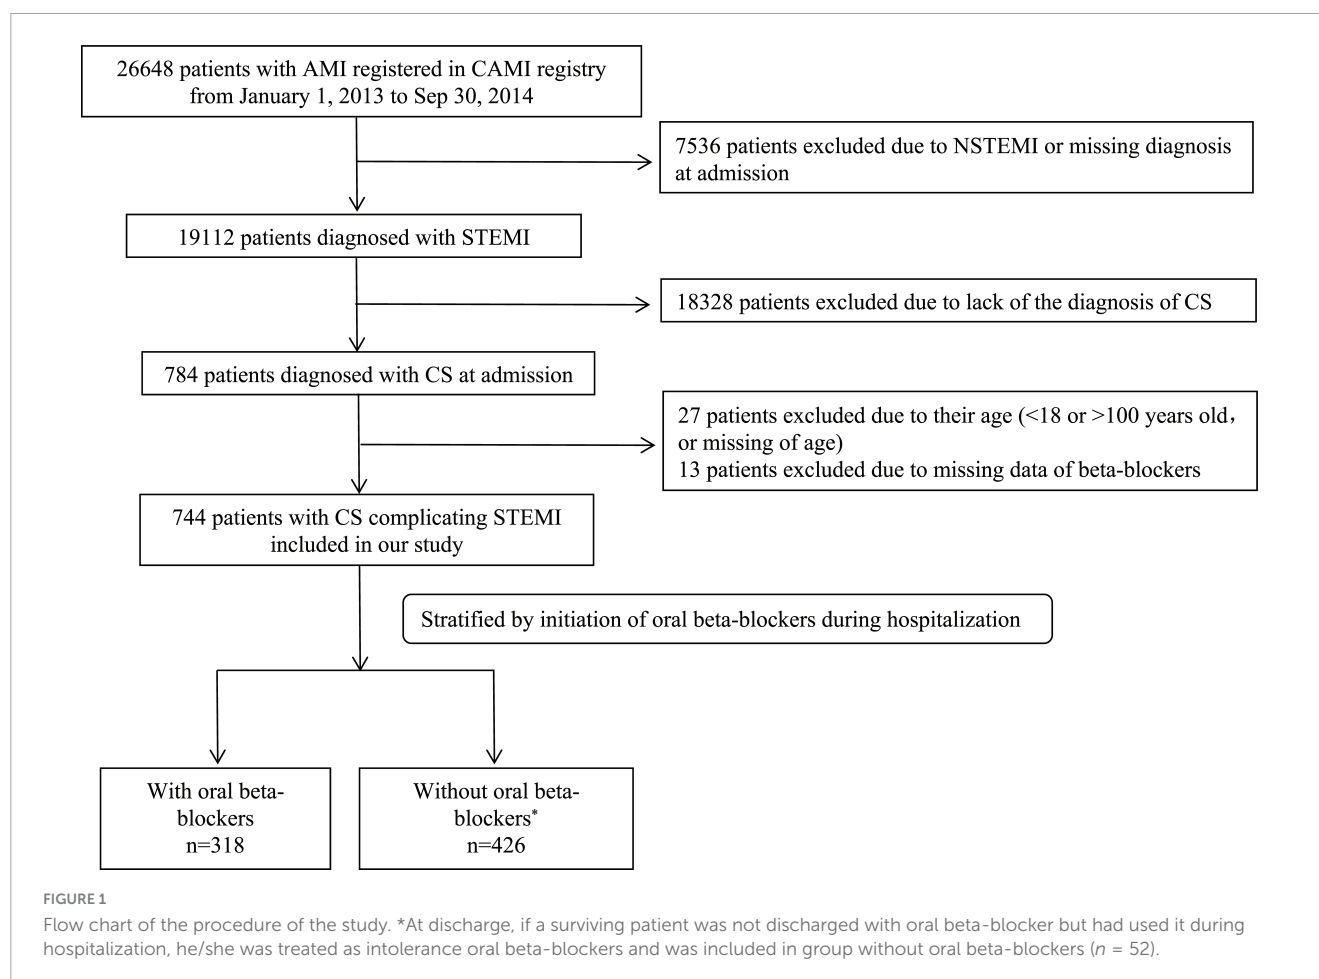 26648 patients with AMI registered in CAMI registry
from January 1, 2013 to Sep 30, 2014
7536 patients excluded due to NSTEMI or missing diagnosis
at admission
19112 patients diagnosed with STEMI
18328 patients excluded due to lack of the diagnosis of CS
784 patients diagnosed with CS at admission
27 patients excluded due to their age (<18 or >100 years old,
or missing of age)
13 patients excluded due to missing data of beta-blockers
744 patients with CS complicating STEMI
included in our study
Stratified by initiation of oral beta-blockers during hospitalization
With oral beta-
blockers
n=318
Without oral beta-
blockers*
n=426
FIGURE 1
Flow chart of the procedure of the study. *At discharge, if a surviving patient was not discharged with oral beta-blocker but had used it during
hospitalization, he/she was treated as intolerance oral beta-blockers and was included in group without oral beta-blockers (n = 52).